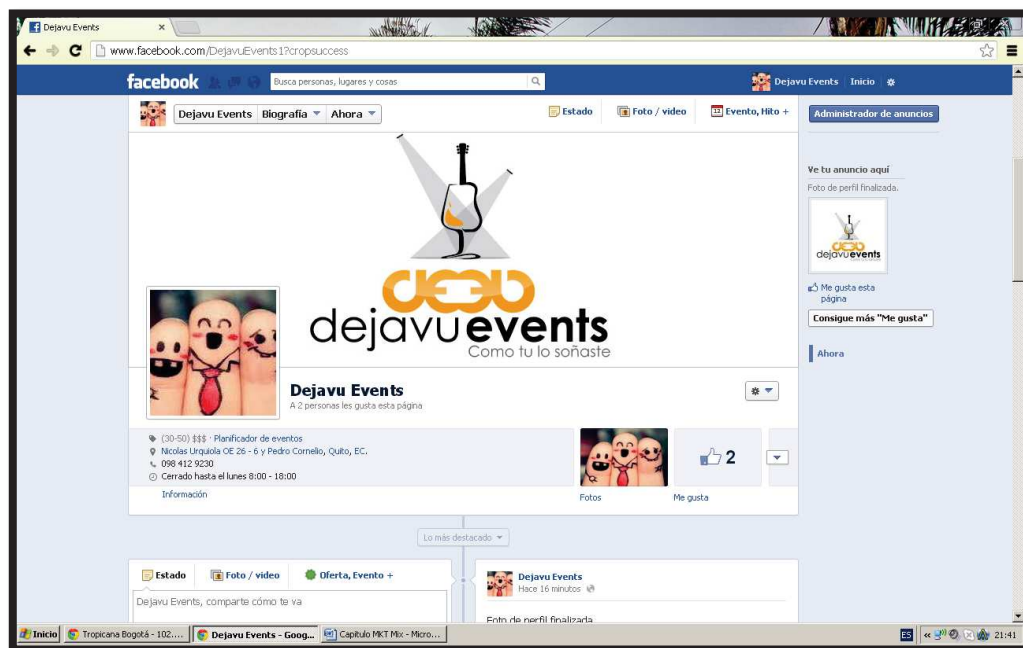 Dejavu Events
www.facebook.com/DejavuEvents1?cropsuccess
facebook
Busca personas, lugares y cosas
Dejavu Events Inicio
Dejavu Events Biografía Ahora
Estado Foto / video Evento, Hito +
Administrador de anuncios
Ve tu anuncio aquí
Foto de perfil finalizada.
dejavuevents
Me gusta esta
página
Consigue más "Me gusta"
Ahora
dejavuevents
Como tu lo soñaste
Dejavu Events
A 2 personas les gusta esta página
(30-50) $$$ · Planificador de eventos
Nicolas Urquiola OE 26 - 6 y Pedro Cornelio, Quito, EC.
098 412 9230
Cerrado hasta el lunes 8:00 - 18:00
Información
2
Fotos Me gusta
Lo más destacado
Estado Foto / video Oferta, Evento +
Dejavu Events, comparte cómo te va
Dejavu Events
Hace 16 minutos
Foto de perfil finalizada
Inicio Tropicana Bogotá - 102.... Dejavu Events - Goog... Capitulo MKT Mix - Micro... ES 21:41